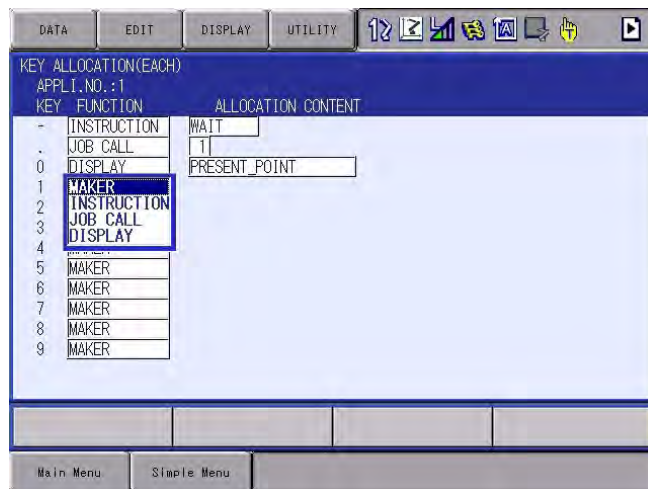 DATA EDIT DISPLAY UTILITY
KEY ALLOCATION(EACH)
APPLI.NO.:1
KEY FUNCTION ALLOCATION CONTENT
- INSTRUCTION WAIT
. JOB CALL 1
0 DISPLAY PRESENT_POINT
1 MAKER
2 INSTRUCTION
3 JOB CALL
DISPLAY
4
5 MAKER
6 MAKER
7 MAKER
8 MAKER
9 MAKER
Main Menu Simple Menu